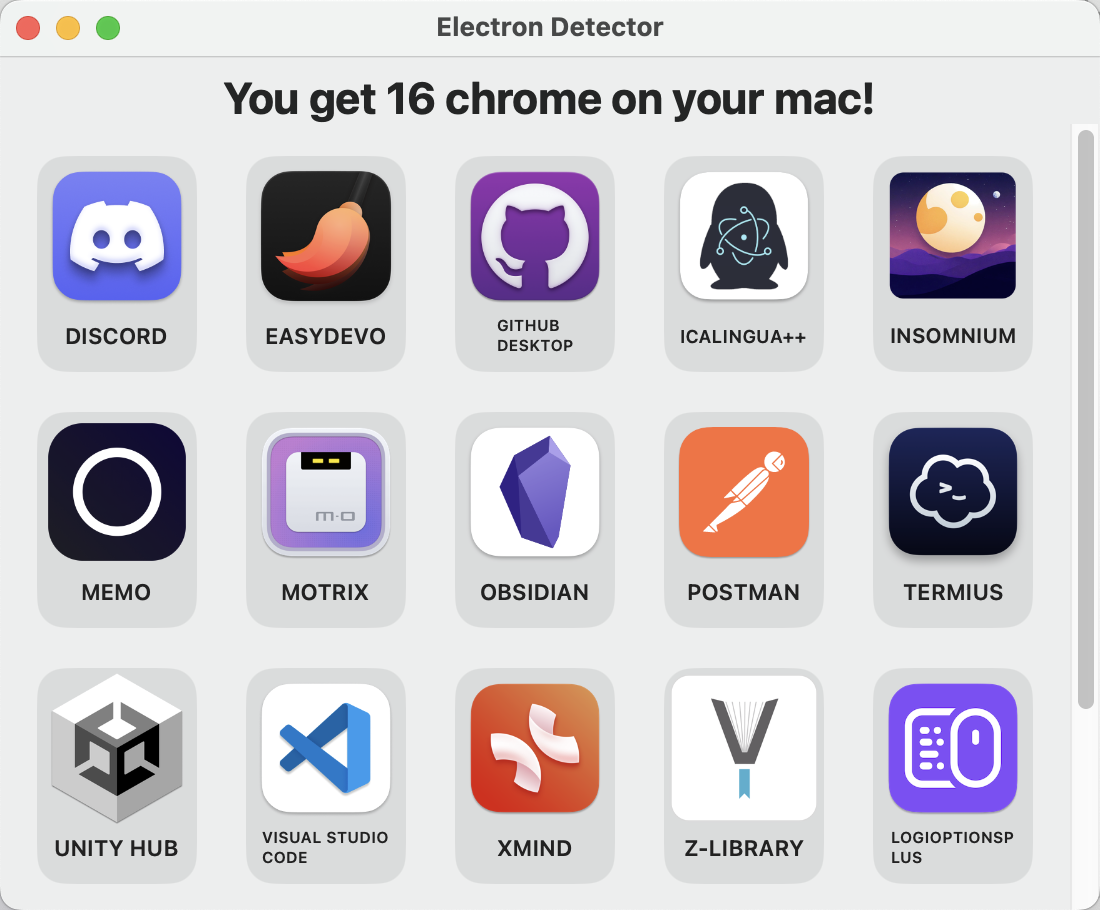 Electron Detector
You get 16 chrome on your mac!
DISCORD
EASYDEVO
GITHUB
DESKTOP
ICALINGUA++
INSOMNIUM
MEMO
M-O
MOTRIX
OBSIDIAN
POSTMAN
>_
TERMIUS
UNITY HUB
VISUAL STUDIO
CODE
XMIND
Z-LIBRARY
LOGIOPTIONSP
LUS